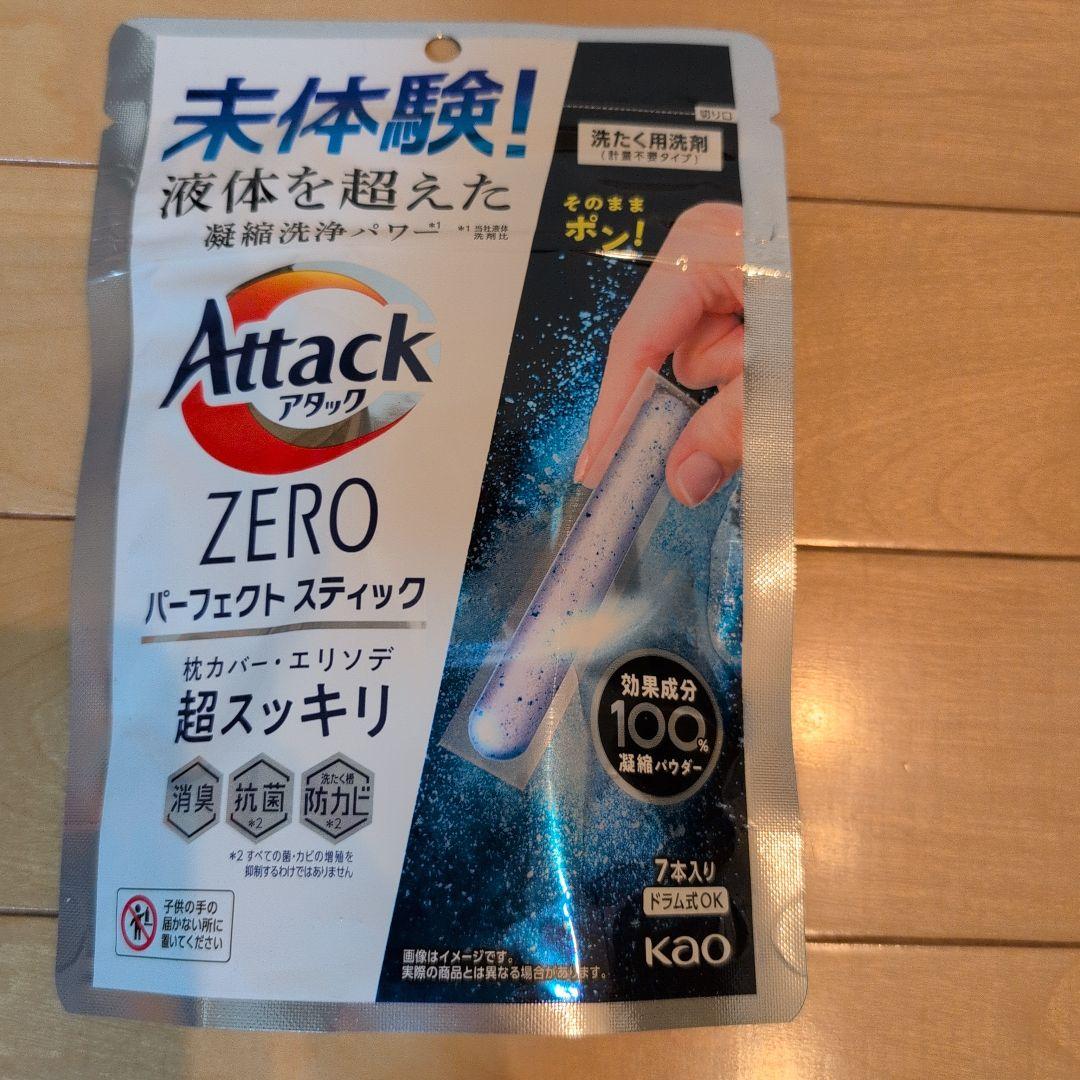 未体験!
液体を超えた
凝縮洗浄パワー*1
*1 当社液体
洗剤比
Attack
アタック
ZERO
パーフェクト スティック
枕カバー・エリソデ
超スッキリ
消臭
抗菌
*2
洗たく槽
防カビ
*2
*2 すべての菌・カビの増殖を
抑制するわけではありません
子供の手の
届かない所に
置いてください
切り口
洗たく用洗剤
(計量不要タイプ)
そのまま
ポン!
効果成分
100%
凝縮パウダー
7本入り
ドラム式OK
Kao
画像はイメージです。
実際の商品とは異なる場合があります。